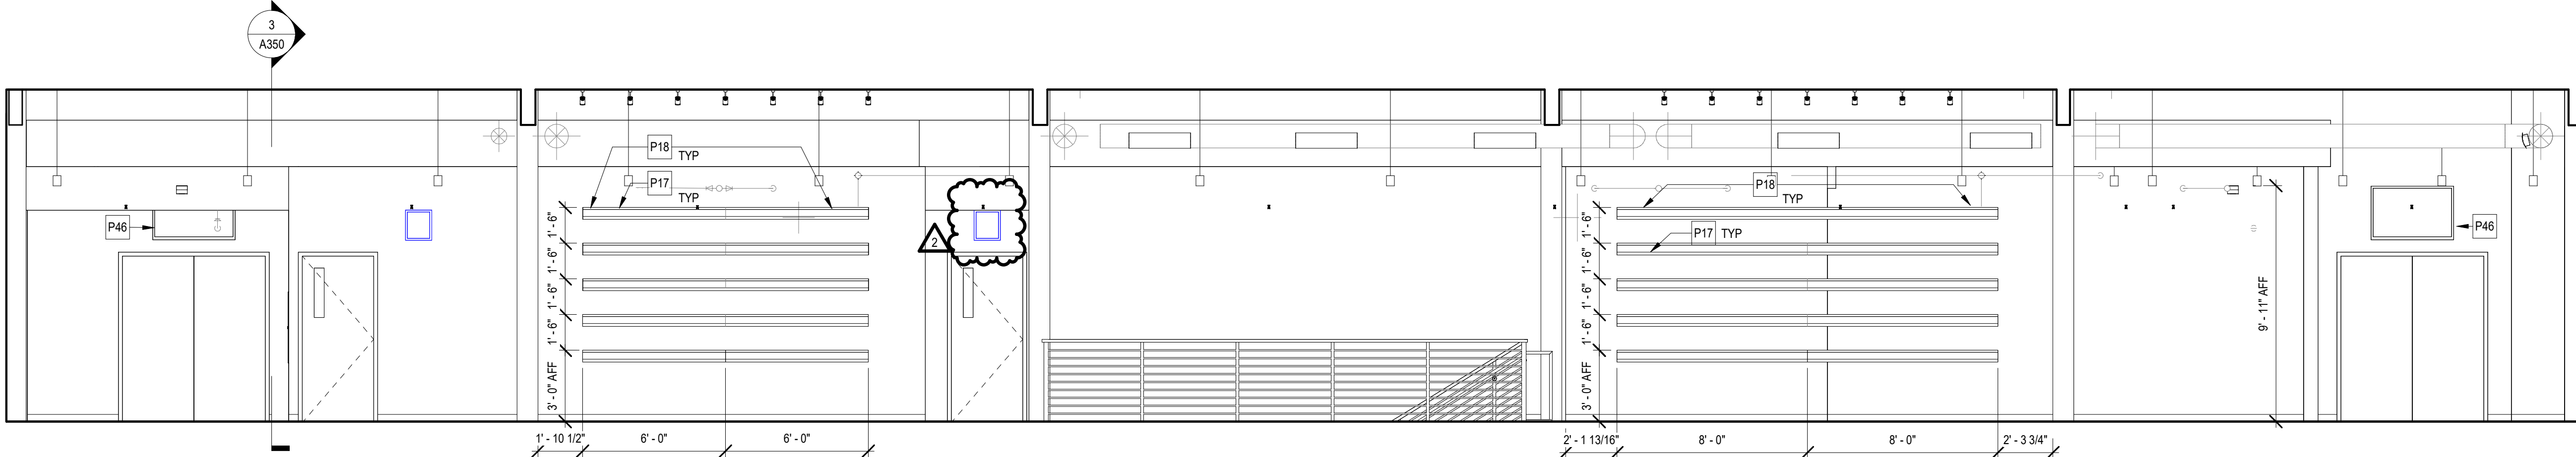 3
A350
P18
TYP
P17
TYP
P18
TYP
P17 TYP
P46
2
P46
1' - 6"
1' - 6"
1' - 6"
1' - 6"
3' - 0" AFF
1' - 6"
1' - 6"
1' - 6"
1' - 6"
3' - 0" AFF
9' - 11" AFF
1' - 10 1/2"
6' - 0"
6' - 0"
2' - 1 13/16"
8' - 0"
8' - 0"
2' - 3 3/4"